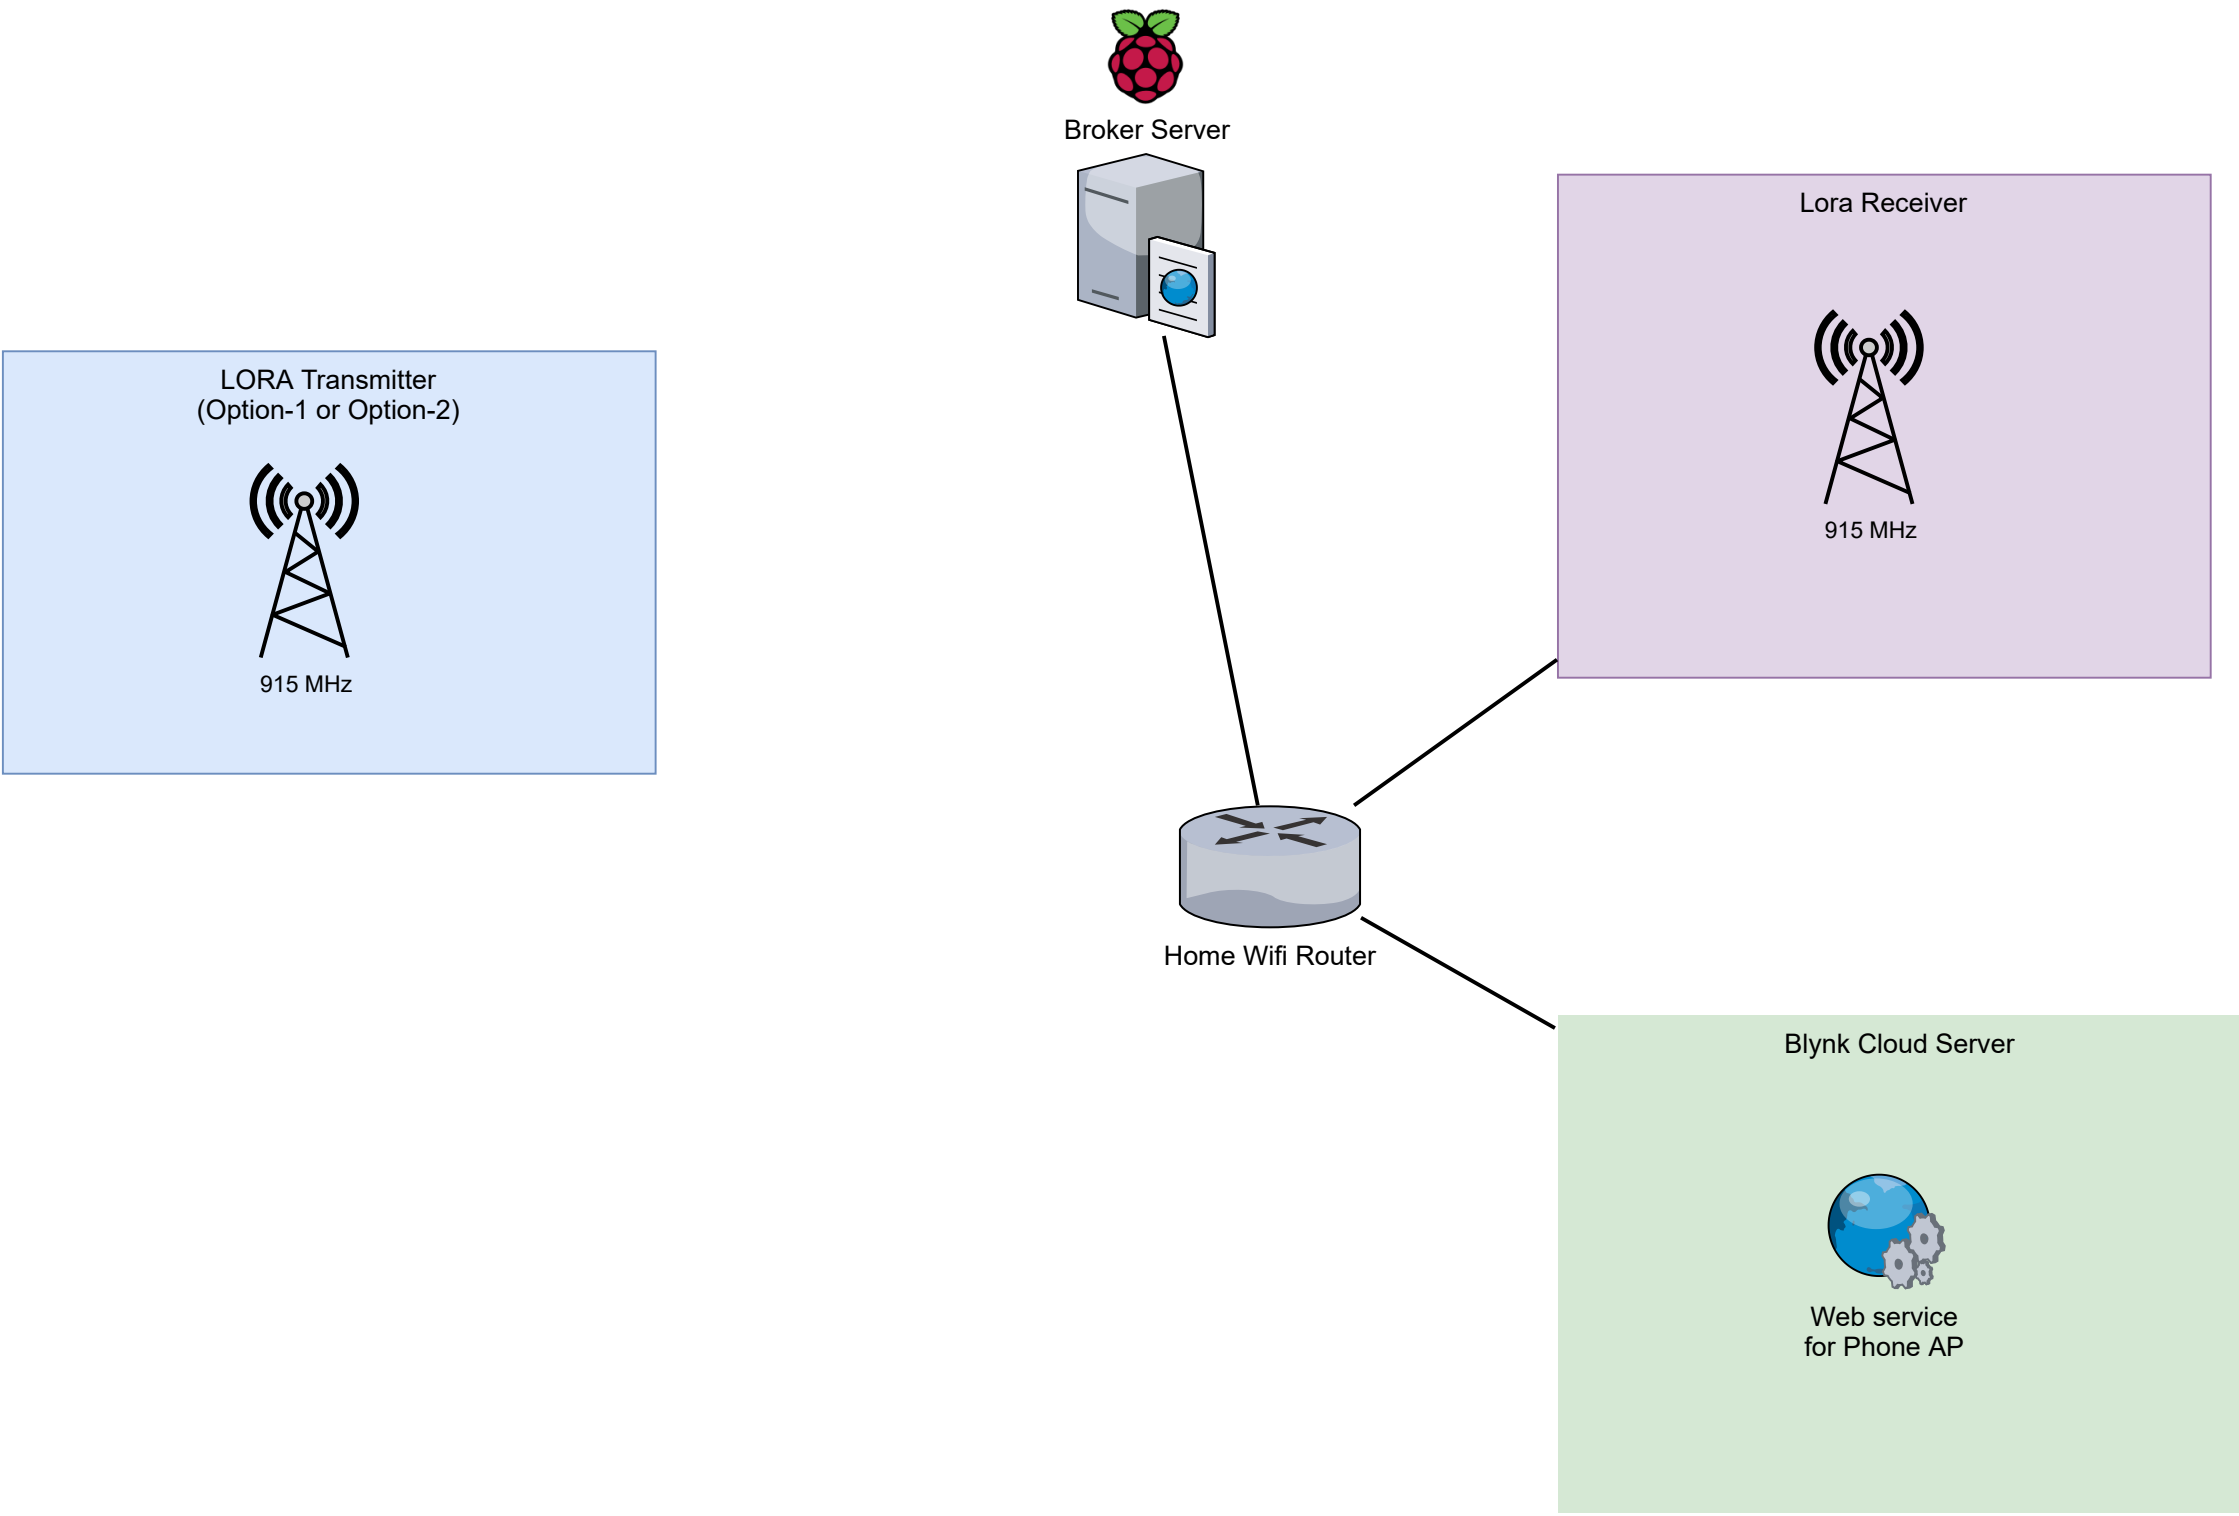 Broker Server
Lora Receiver
915 MHz
LORA Transmitter
(Option-1 or Option-2)
915 MHz
Home Wifi Router
Blynk Cloud Server
Web service
for Phone AP